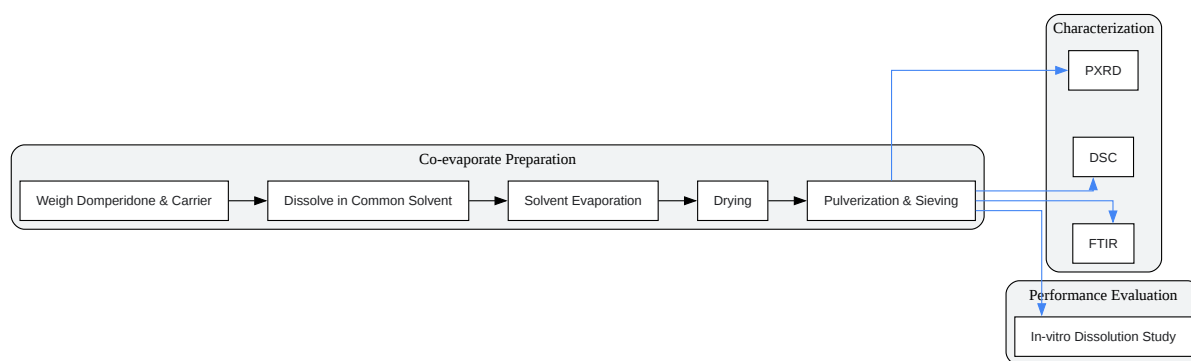 Characterization
PXRD
Co-evaporate Preparation
DSC
Weigh Domperidone & Carrier
Dissolve in Common Solvent
Solvent Evaporation
Drying
Pulverization & Sieving
FTIR
Performance Evaluation
In-vitro Dissolution Study